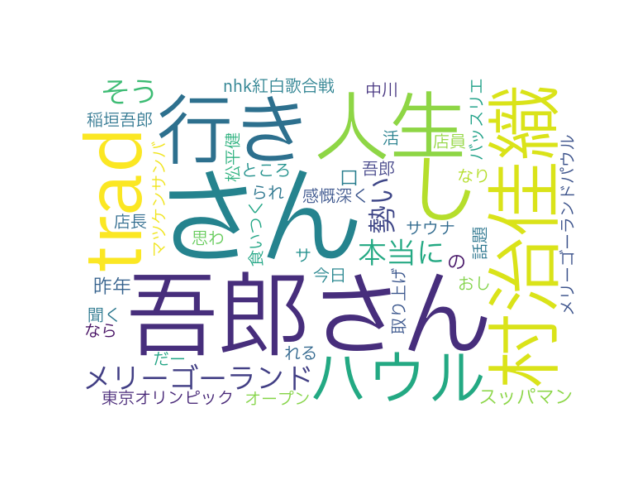 そう
nhk紅白歌合戦
中川
バッスリエ
稲垣吾郎
行き
人生
活
店員
村治佳織
trad
マツケンサンバ
松平健
ところ
吾郎
なり
メリーゴーランドパウル
さん
られ
感慨深く
口
勢い
し
店長
思わ
食いつく
サ
サウナ
話題
本当に
の
昨年
吾郎さん
今日
取り上げ
おし
聞く
なら
だー
れる
ハウル
メリーゴーランド
東京オリンピック
オープン
スッパマン